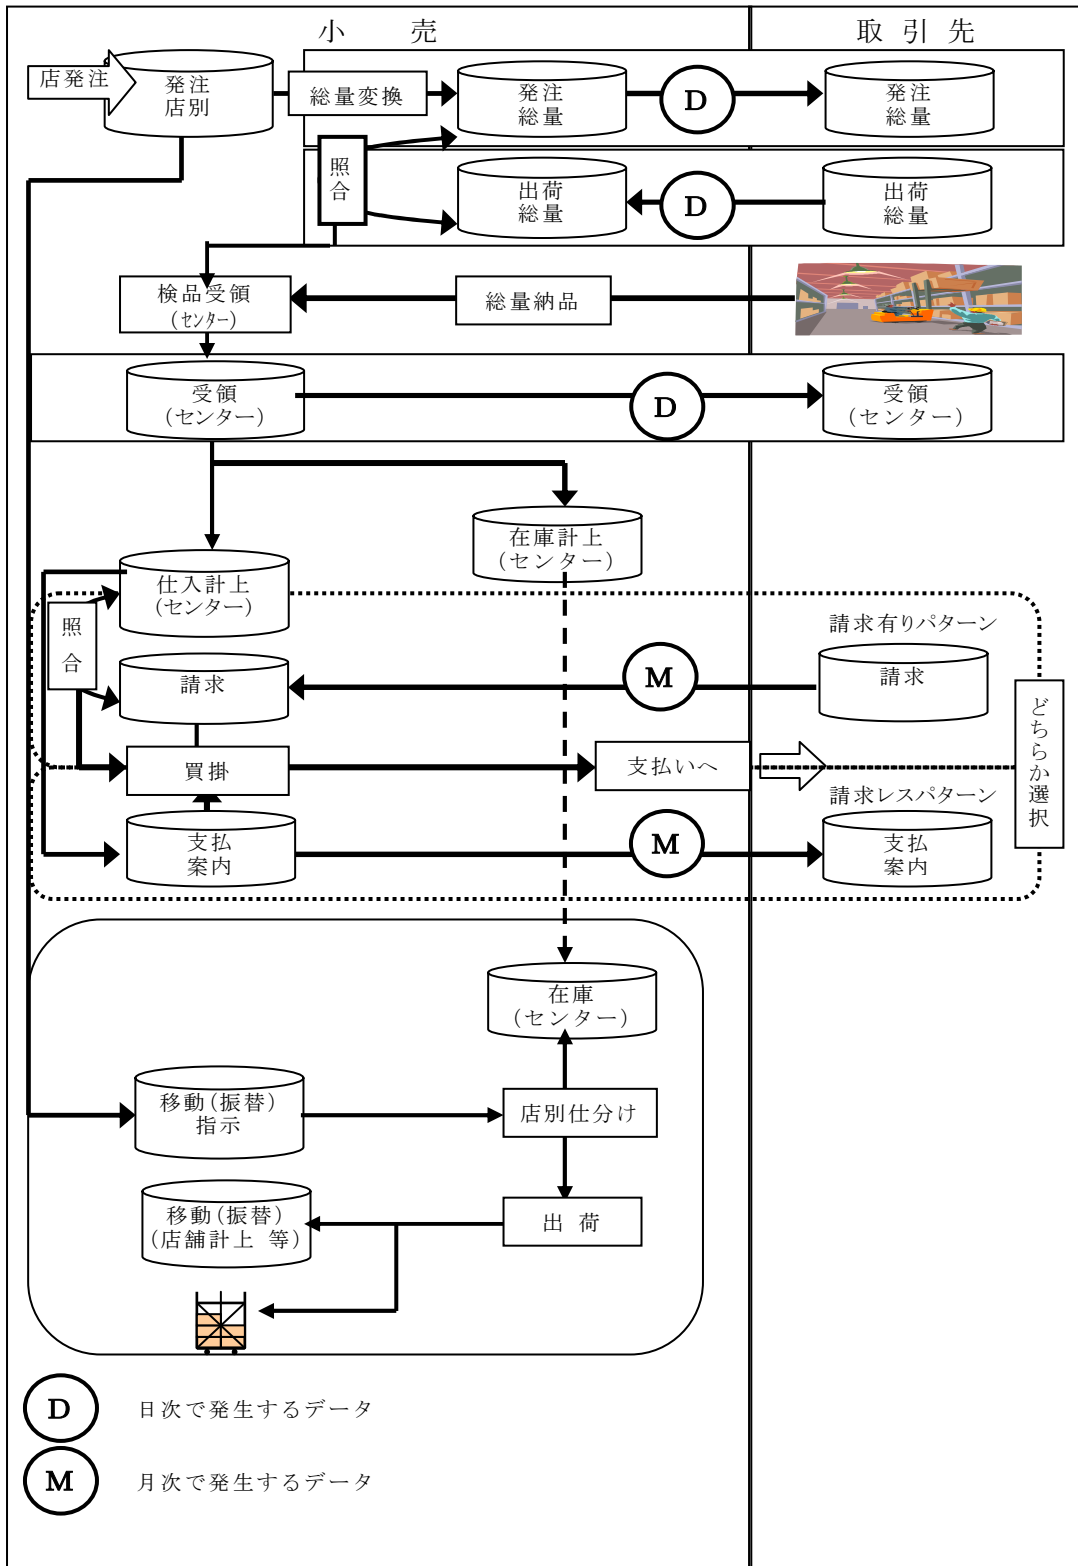 小 売
取 引 先
店発注
発注
店別
総量変換
発注
総量
D
発注
総量
照
合
出荷
総量
D
出荷
総量
検品受領
(センター)
総量納品
受領
(センター)
D
受領
(センター)
在庫計上
(センター)
仕入計上
(センター)
照
合
請求有りパターン
請求
M
請求
どちらか選択
買掛
支払いへ
請求レスパターン
支払
案内
M
支払
案内
在庫
(センター)
移動(振替)
指示
店別仕分け
移動(振替)
(店舗計上 等)
出 荷
D
日次で発生するデータ
M
月次で発生するデータ